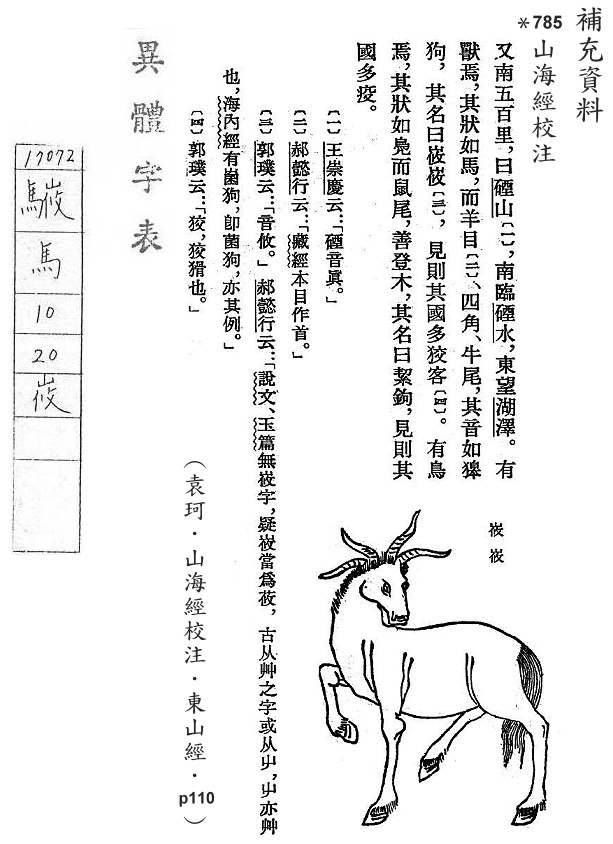 補充資料
*785
山海經校注
又南五百里，曰䃌山〔一〕，南臨䃌水，東望湖澤。有
獸焉，其狀如馬，而羊目〔二〕、四角、牛尾，其音如獋
狗，其名曰峳峳〔三〕，見則其國多狡客〔四〕。有鳥
焉，其狀如鳧而鼠尾，善登木，其名曰絜鉤，見則其
國多疫。
〔一〕王崇慶云：「䃌音眞。」
〔二〕郝懿行云：「藏經本目作首。」
〔三〕郭璞云：「音攸。」郝懿行云：「說文、玉篇無峳字，疑峳當爲莜，古从艸之字或从屮，屮亦艸
也，海內經有𡺾狗，卽菌狗，亦其例。」
〔四〕郭璞云：「狡，狡猾也。」
峳
峳
（袁珂．山海經校注．東山經．p110）
異體字表
17072
馬
10
20
峳